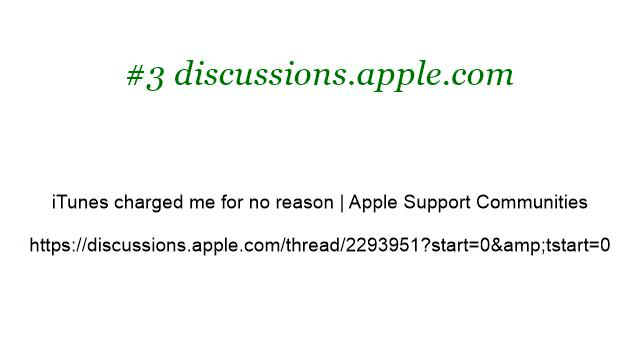 #3 discussions.apple.com
iTunes charged me for no reason | Apple Support Communities
https://discussions.apple.com/thread/2293951?start=0&amp;tstart=0